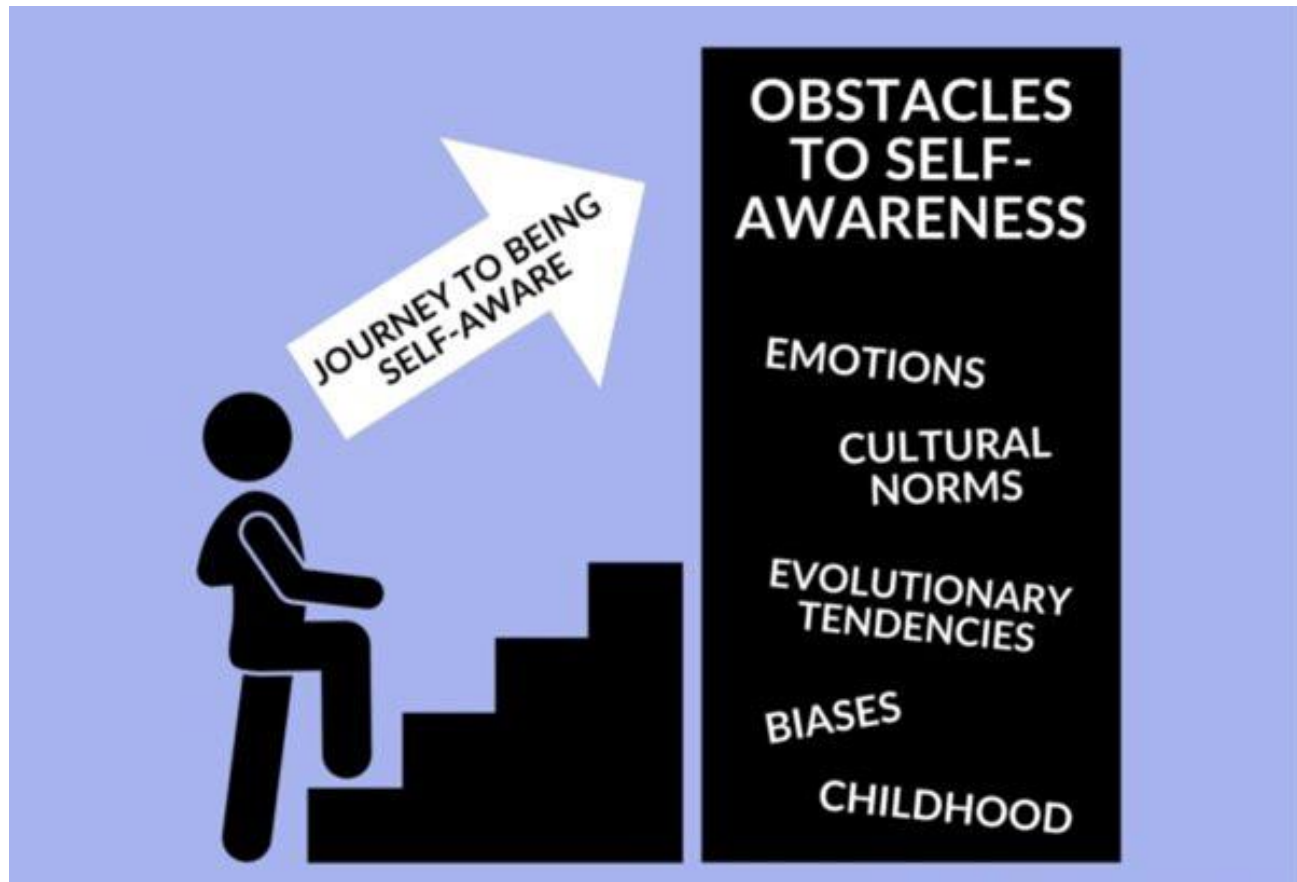 JOURNEY TO BEING
SELF-AWARE
OBSTACLES
TO SELF-
AWARENESS
EMOTIONS
CULTURAL
NORMS
EVOLUTIONARY
TENDENCIES
BIASES
CHILDHOOD